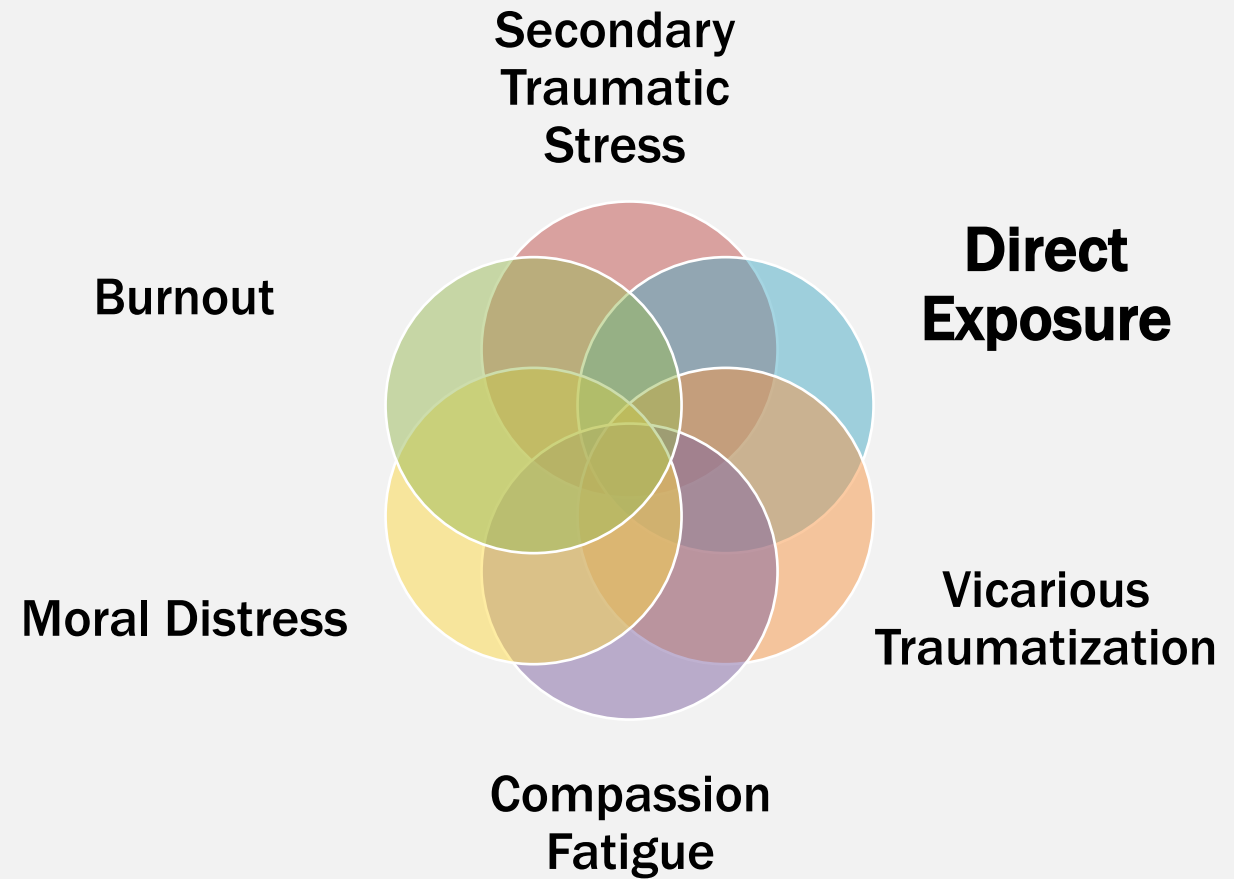 Secondary
Traumatic
Stress
Direct
Exposure
Vicarious
Traumatization
Compassion
Fatigue
Moral Distress
Burnout